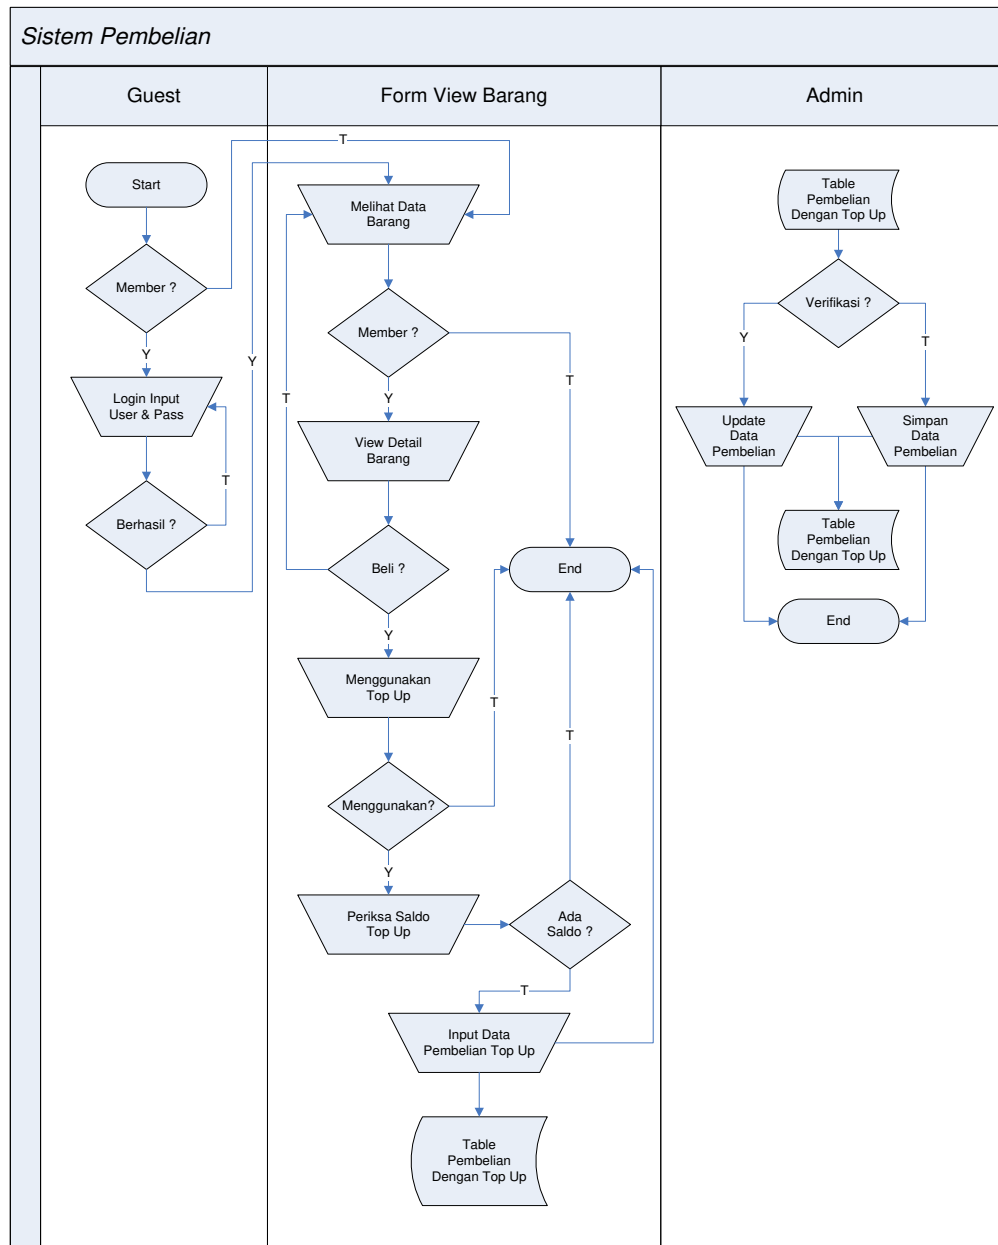 Sistem Pembelian
Guest
Form View Barang
Admin
Start
Member ?
Y
T
Login Input
User & Pass
Berhasil ?
T
Y
Melihat Data
Barang
Member ?
T
Y
View Detail
Barang
Beli ?
T
Y
Menggunakan
Top Up
Menggunakan?
T
Y
Periksa Saldo
Top Up
Ada
Saldo ?
T
T
Input Data
Pembelian Top Up
Table
Pembelian
Dengan Top Up
End
Table
Pembelian
Dengan Top Up
Verifikasi ?
Y
T
Update
Data
Pembelian
Simpan
Data
Pembelian
Table
Pembelian
Dengan Top Up
End